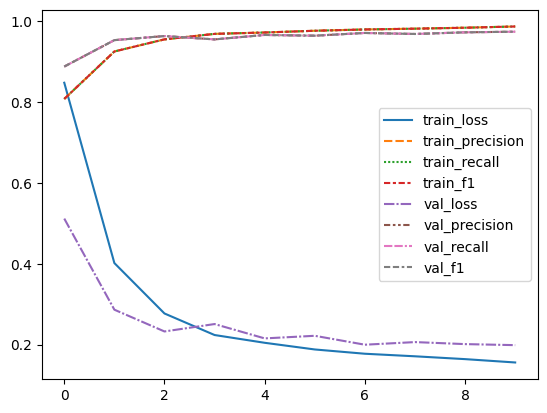 1.0
0.8
0.6
0.4
0.2
0 2 4 6 8
train_loss
train_precision
train_recall
train_f1
val_loss
val_precision
val_recall
val_f1